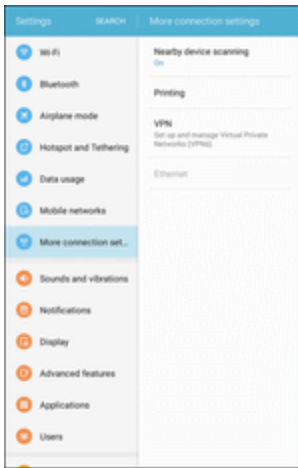 Settings
SEARCH
Wi-Fi
Bluetooth
Airplane mode
Hotspot and Tethering
Data usage
Mobile networks
More connection set...
Sounds and vibrations
Notifications
Display
Advanced features
Applications
Users
More connection settings
Nearby device scanning
On
Printing
VPN
Set up and manage Virtual Private
Networks (VPNs).
Ethernet